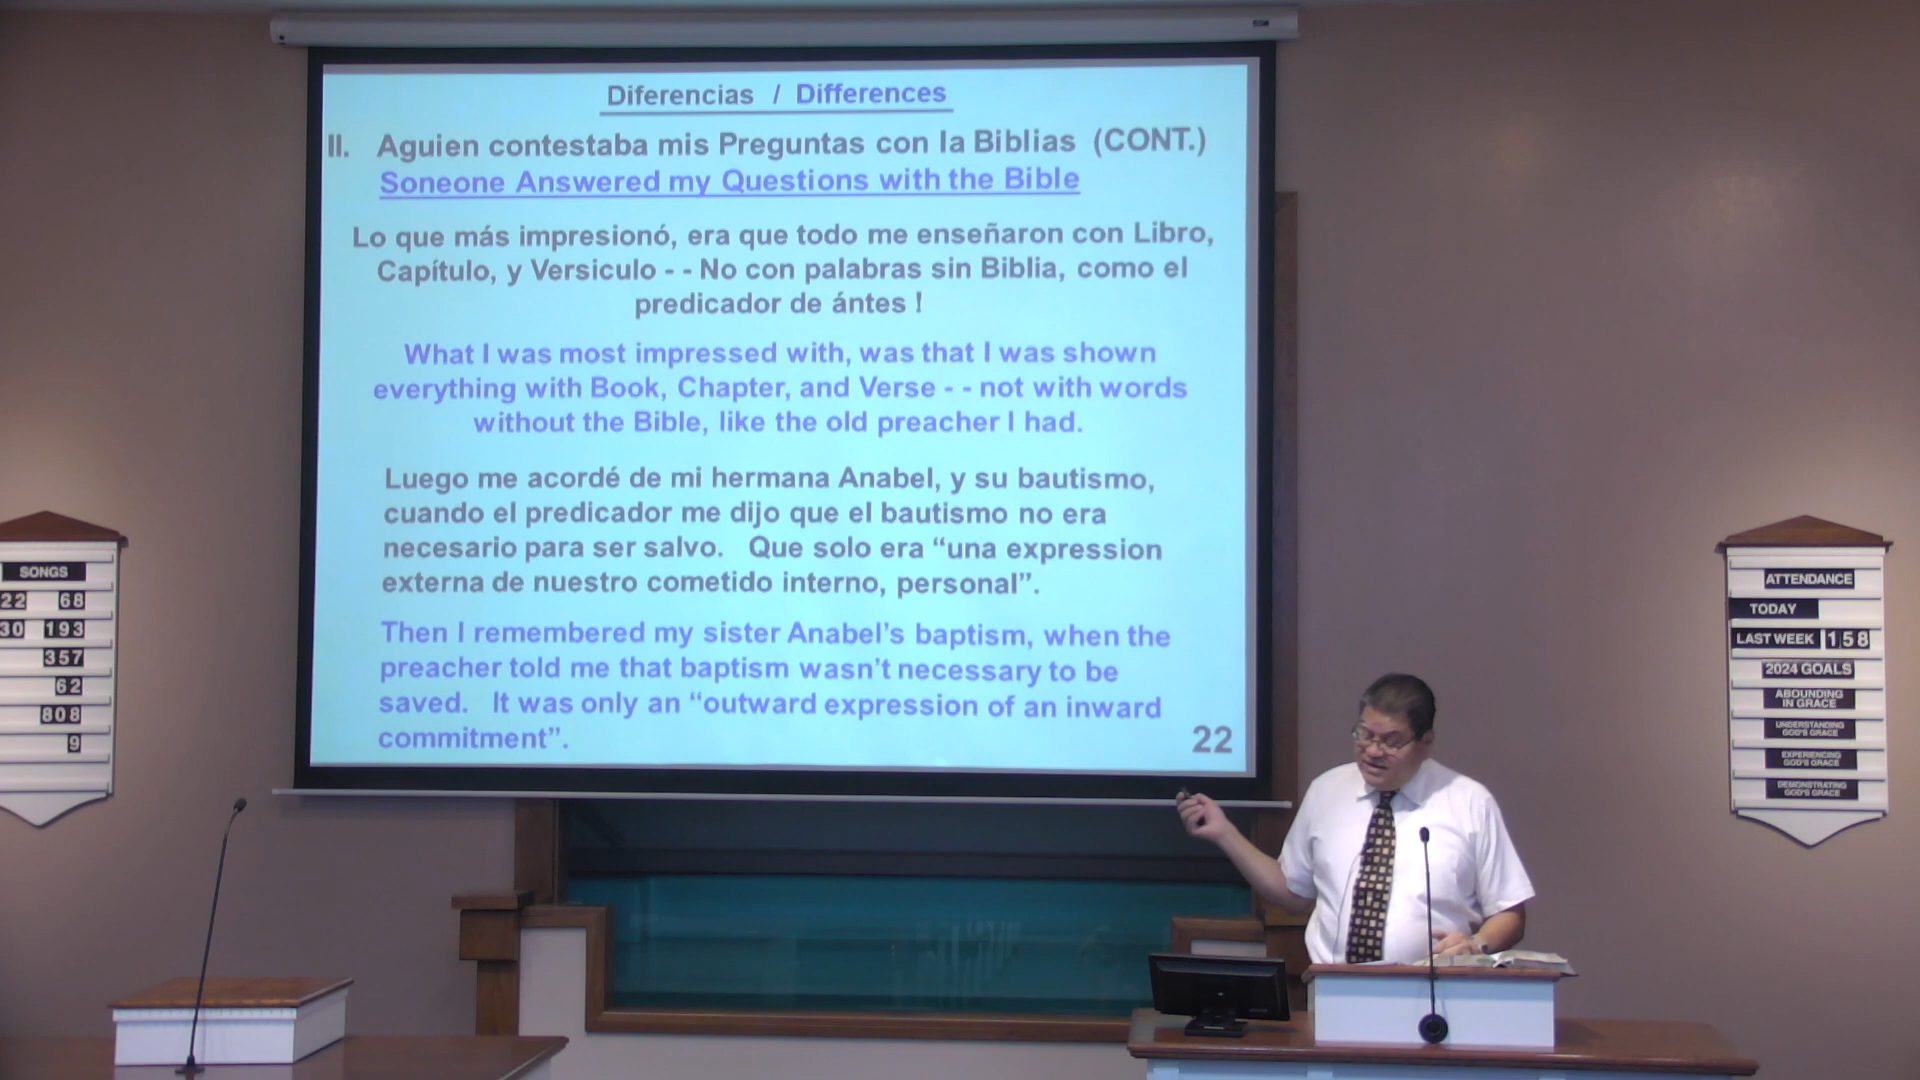 Diferencias / Differences
II. Aguien contestaba mis Preguntas con la Biblias (CONT.)
Soneone Answered my Questions with the Bible
Lo que más impresionó, era que todo me enseñaron con Libro,
Capítulo, y Versiculo - - No con palabras sin Biblia, como el
predicador de ántes !
What I was most impressed with, was that I was shown
everything with Book, Chapter, and Verse - - not with words
without the Bible, like the old preacher I had.
Luego me acordé de mi hermana Anabel, y su bautismo,
cuando el predicador me dijo que el bautismo no era
necesario para ser salvo. Que solo era “una expression
externa de nuestro cometido interno, personal”.
Then I remembered my sister Anabel’s baptism, when the
preacher told me that baptism wasn’t necessary to be
saved. It was only an “outward expression of an inward
commitment”.
22
SONGS
22 68
30 193
357
62
808
9
ATTENDANCE
TODAY
LAST WEEK 158
2024 GOALS
ABOUNDING
IN GRACE
UNDERSTANDING
GOD'S GRACE
EXPERIENCING
GOD'S GRACE
DEMONSTRATING
GOD'S GRACE